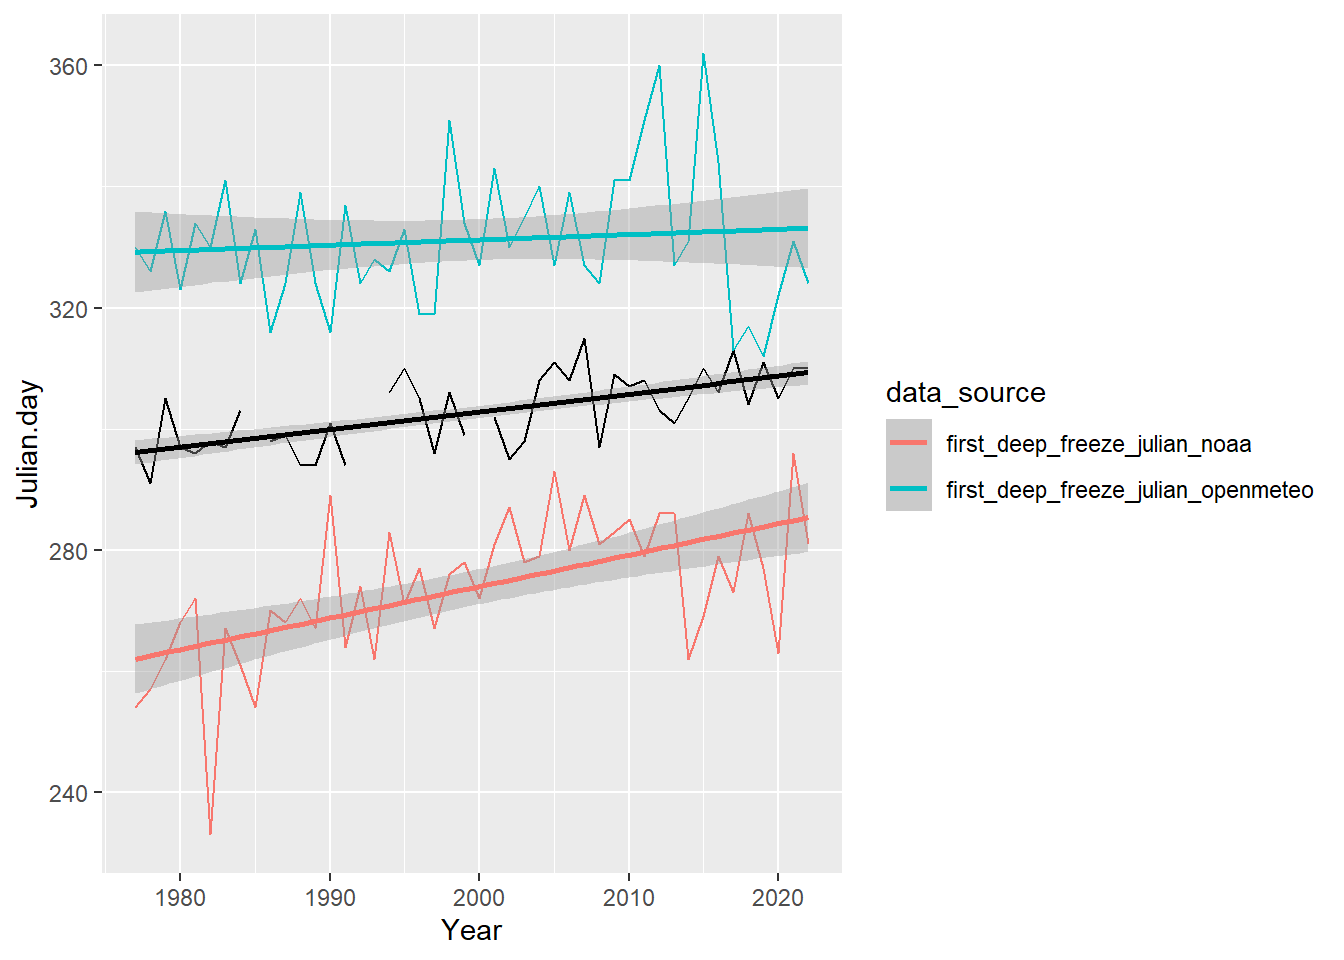 360
320
280
240
Julian.day
1980
1990
2000
2010
2020
Year
data_source
first_deep_freeze_julian_noaa
first_deep_freeze_julian_openmeteo